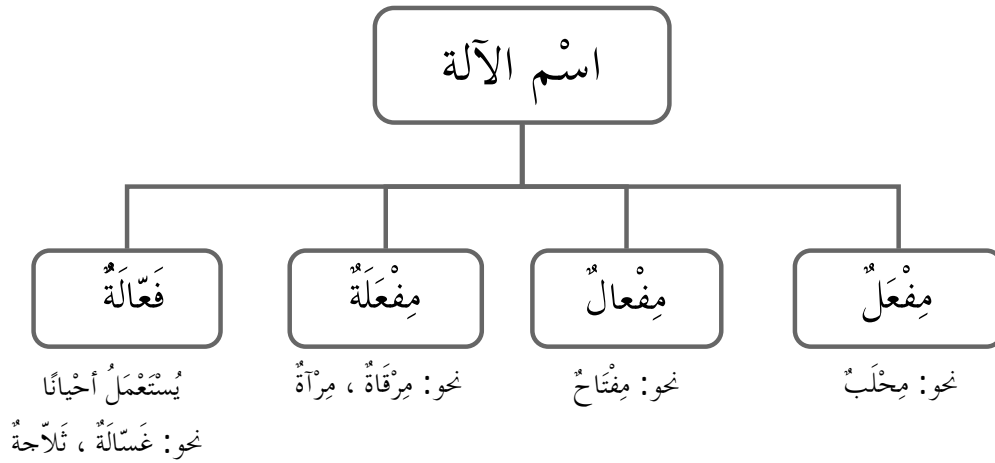 اسْم الآلة
مِفْعَلٌ
مِفْعالٌ
مِفْعَلَةٌ
فَعّالَةٌ
نحو: مِحْلَبٌ
نحو: مِفْتَاحٌ
نحو: مِرْقَاةٌ ، مِرْآةٌ
يُسْتَعْمَلُ أحْيانًا
نحو: غَسّالَةٌ ، ثَلاّجةٌ